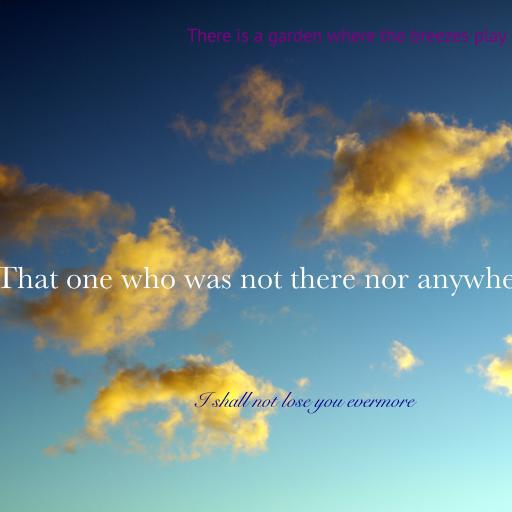 There is a garden where the breezes play
That one who was not there nor anywhe
I shall not lose you evermore